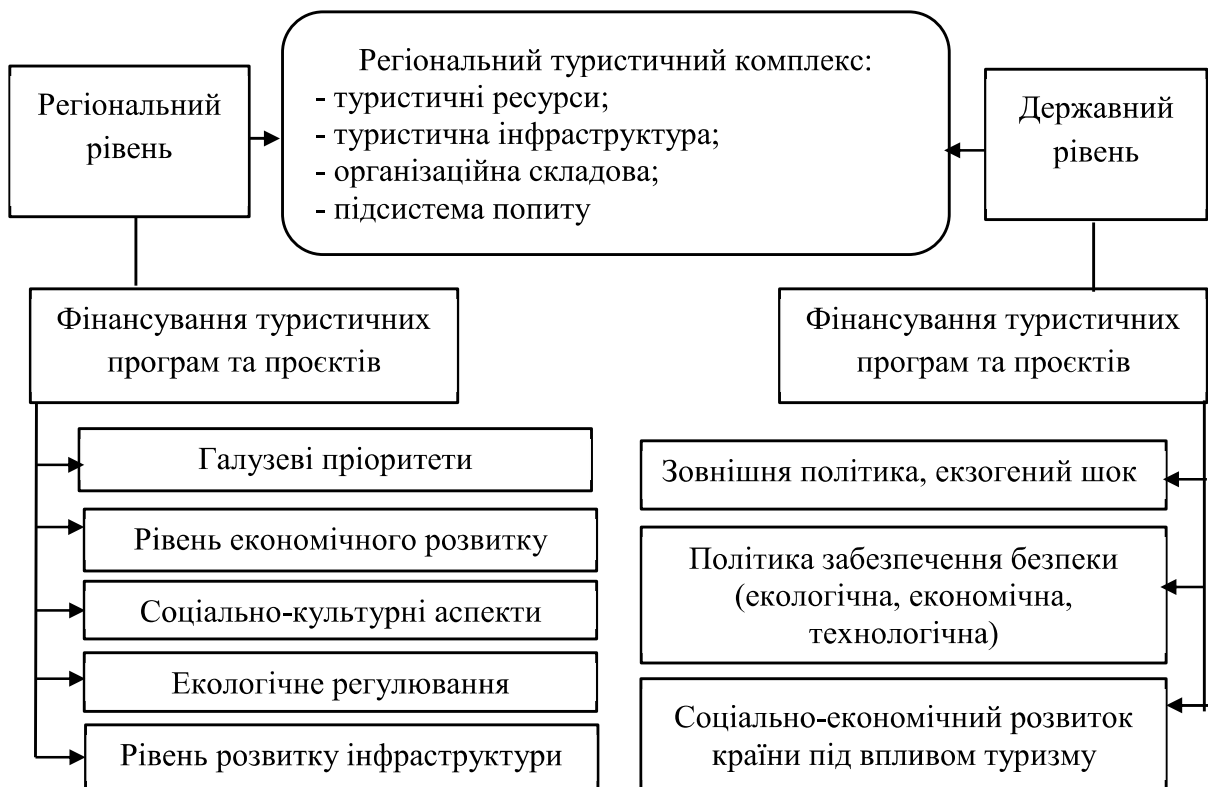 Регіональний
рівень
Регіональний туристичний комплекс:
- туристичні ресурси;
- туристична інфраструктура;
- організаційна складова;
- підсистема попиту
Державний
рівень
Фінансування туристичних
програм та проєктів
Фінансування туристичних
програм та проєктів
Галузеві пріоритети
Рівень економічного розвитку
Соціально-культурні аспекти
Екологічне регулювання
Рівень розвитку інфраструктури
Зовнішня політика, екзогений шок
Політика забезпечення безпеки
(екологічна, економічна,
технологічна)
Соціально-економічний розвиток
країни під впливом туризму